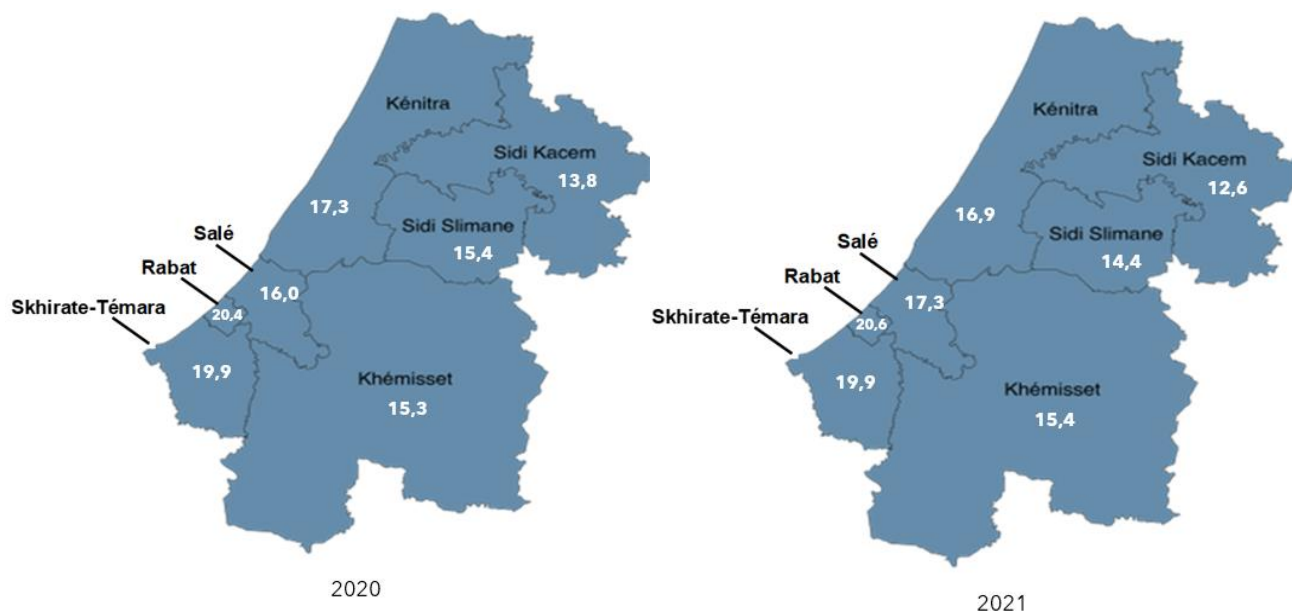 Kénitra
Sidi Kacem
13,8
17,3
Sidi Slimane
15,4
Salé
Rabat
16,0
Skhirate-Témara
20,4
19,9
Khémisset
15,3
2020
Kénitra
Sidi Kacem
12,6
16,9
Sidi Slimane
14,4
Salé
Rabat
17,3
Skhirate-Témara
20,6
19,9
Khémisset
15,4
2021